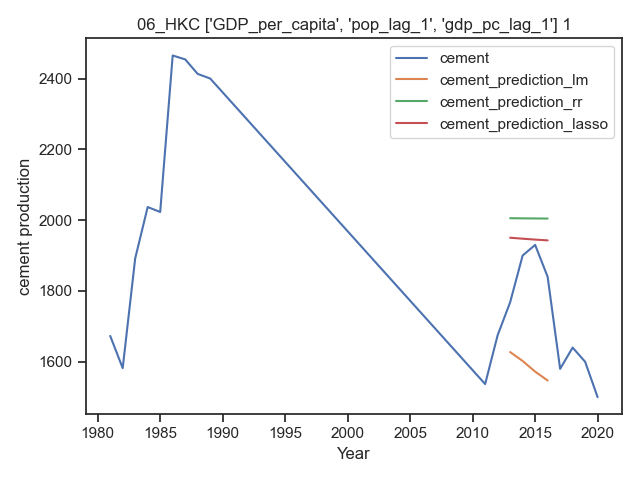 06_HKC ['GDP_per_capita', 'pop_lag_1', 'gdp_pc_lag_1'] 1
cement
cement_prediction_lm
cement_prediction_rr
cement_prediction_lasso
cement production
2400
2200
2000
1800
1600
1980 1985 1990 1995 2000 2005 2010 2015 2020
Year